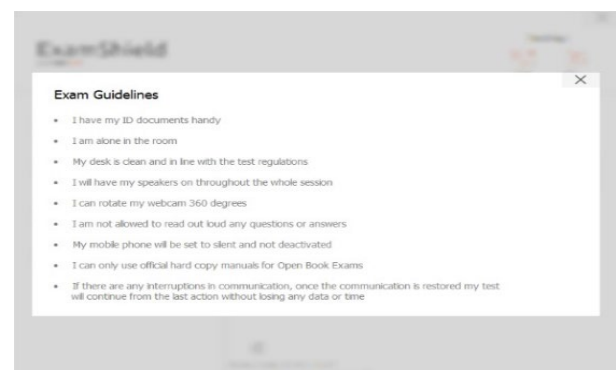 ExamShield
Exam Guidelines
• I have my ID documents handy
• I am alone in the room
• My desk is clean and in line with the test regulations
• I will have my speakers on throughout the whole session
• I can rotate my webcam 360 degrees
• I am not allowed to read out loud any questions or answers
• My mobile phone will be set to silent and not deactivated
• I can only use official hard copy manuals for Open Book Exams
• If there are any interruptions in communication, once the communication is restored my test
will continue from the last action without losing any data or time